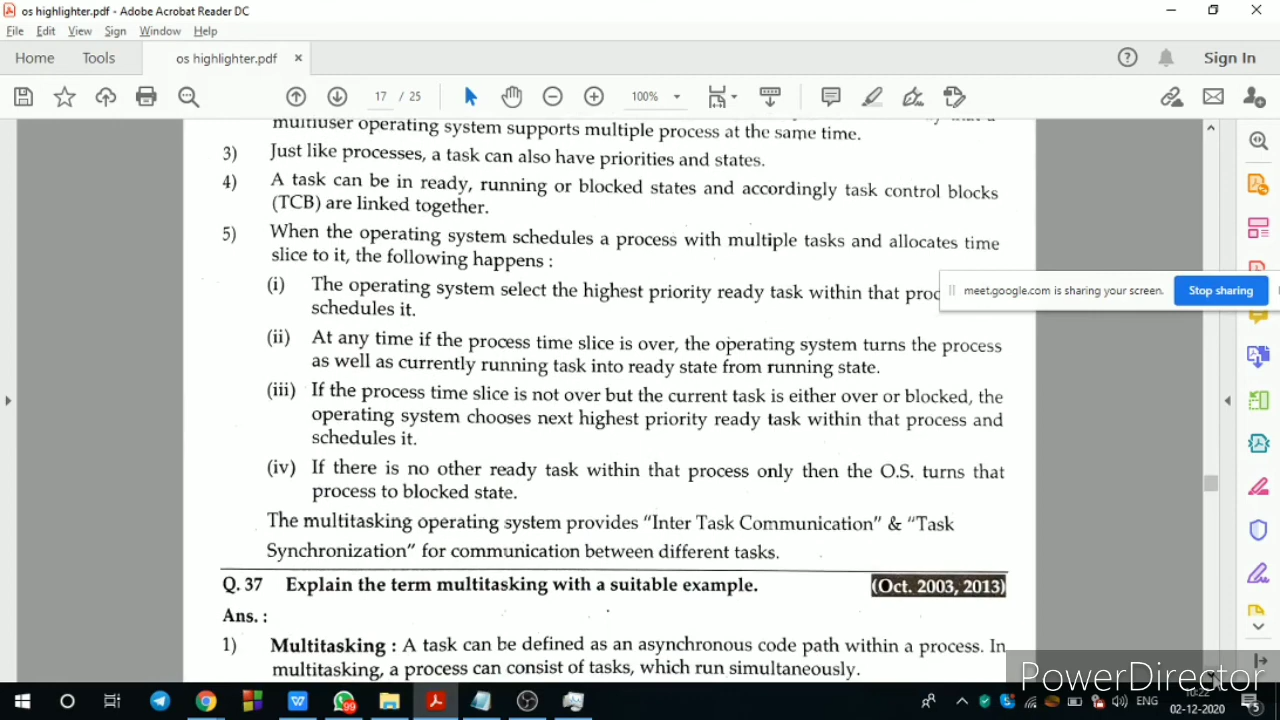 os highlighter.pdf - Adobe Acrobat Reader DC
File Edit View Sign Window Help
Home Tools os highlighter.pdf × Sign In
17 / 25 100%
multiuser operating system supports multiple process at the same time.
3) Just like processes, a task can also have priorities and states.
4) A task can be in ready, running or blocked states and accordingly task control blocks
(TCB) are linked together.
5) When the operating system schedules a process with multiple tasks and allocates time
slice to it, the following happens :
(i) The operating system select the highest priority ready task within that
schedules it.
meet.google.com is sharing your screen. Stop sharing
(ii) At any time if the process time slice is over, the operating system turns the process
as well as currently running task into ready state from running state.
(iii) If the process time slice is not over but the current task is either over or blocked, the
operating system chooses next highest priority ready task within that process and
schedules it.
(iv) If there is no other ready task within that process only then the O.S. turns that
process to blocked state.
The multitasking operating system provides “Inter Task Communication” & “Task
Synchronization” for communication between different tasks.
Q. 37 Explain the term multitasking with a suitable example. (Oct. 2003, 2013)
Ans. :
1) Multitasking : A task can be defined as an asynchronous code path within a process. In
multitasking, a process can consist of tasks, which run simultaneously.
PowerDirector
99 ENG 10:22
02-12-2020 5